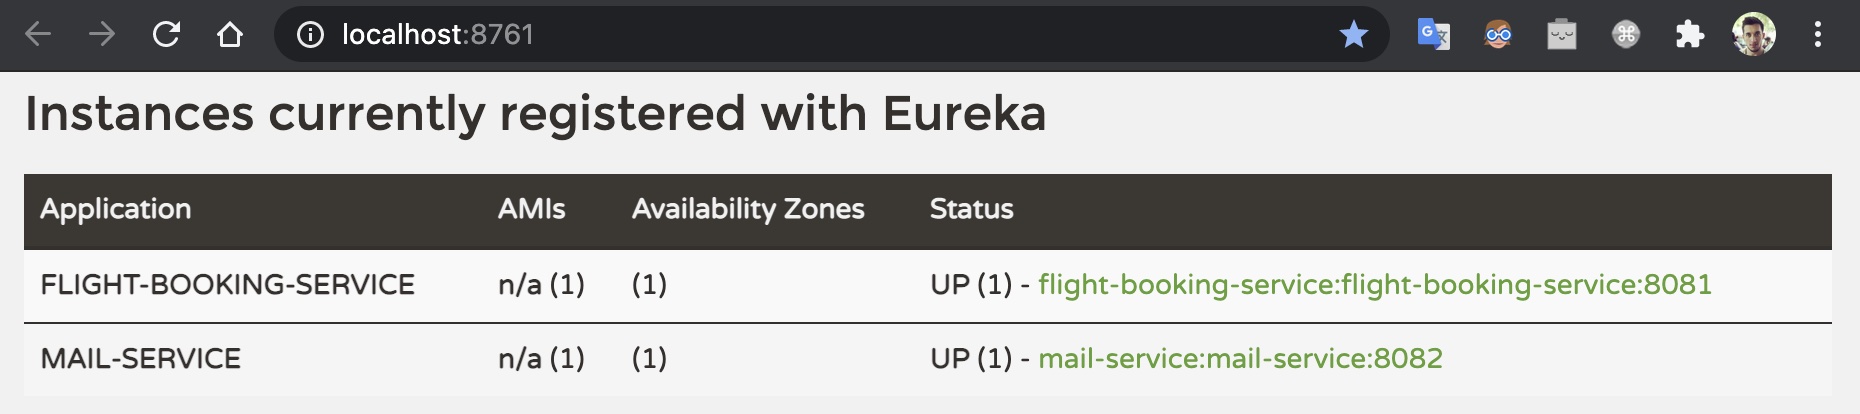 localhost:8761
Instances currently registered with Eureka
Application AMIs Availability Zones Status
FLIGHT-BOOKING-SERVICE n/a (1) (1) UP (1) - flight-booking-service:flight-booking-service:8081
MAIL-SERVICE n/a (1) (1) UP (1) - mail-service:mail-service:8082